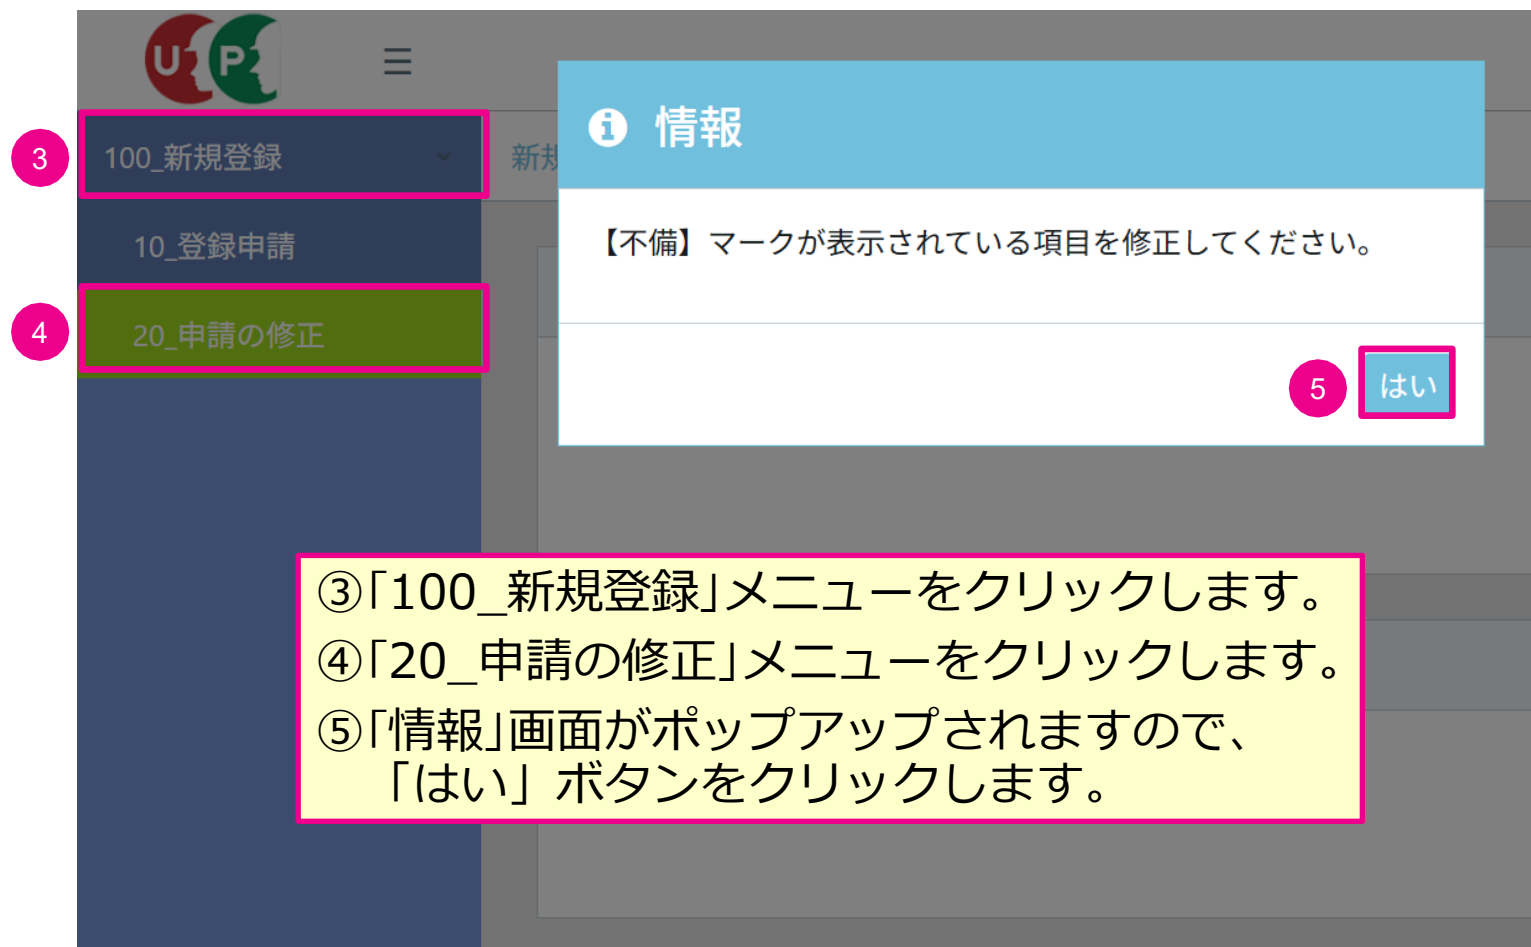 U P
3
100_新規登録
新規
10_登録申請
4
20_申請の修正
情報
【不備】マークが表示されている項目を修正してください。
5
はい
③「100_新規登録」メニューをクリックします。
④「20_申請の修正」メニューをクリックします。
⑤「情報」画面がポップアップされますので、
「はい」ボタンをクリックします。